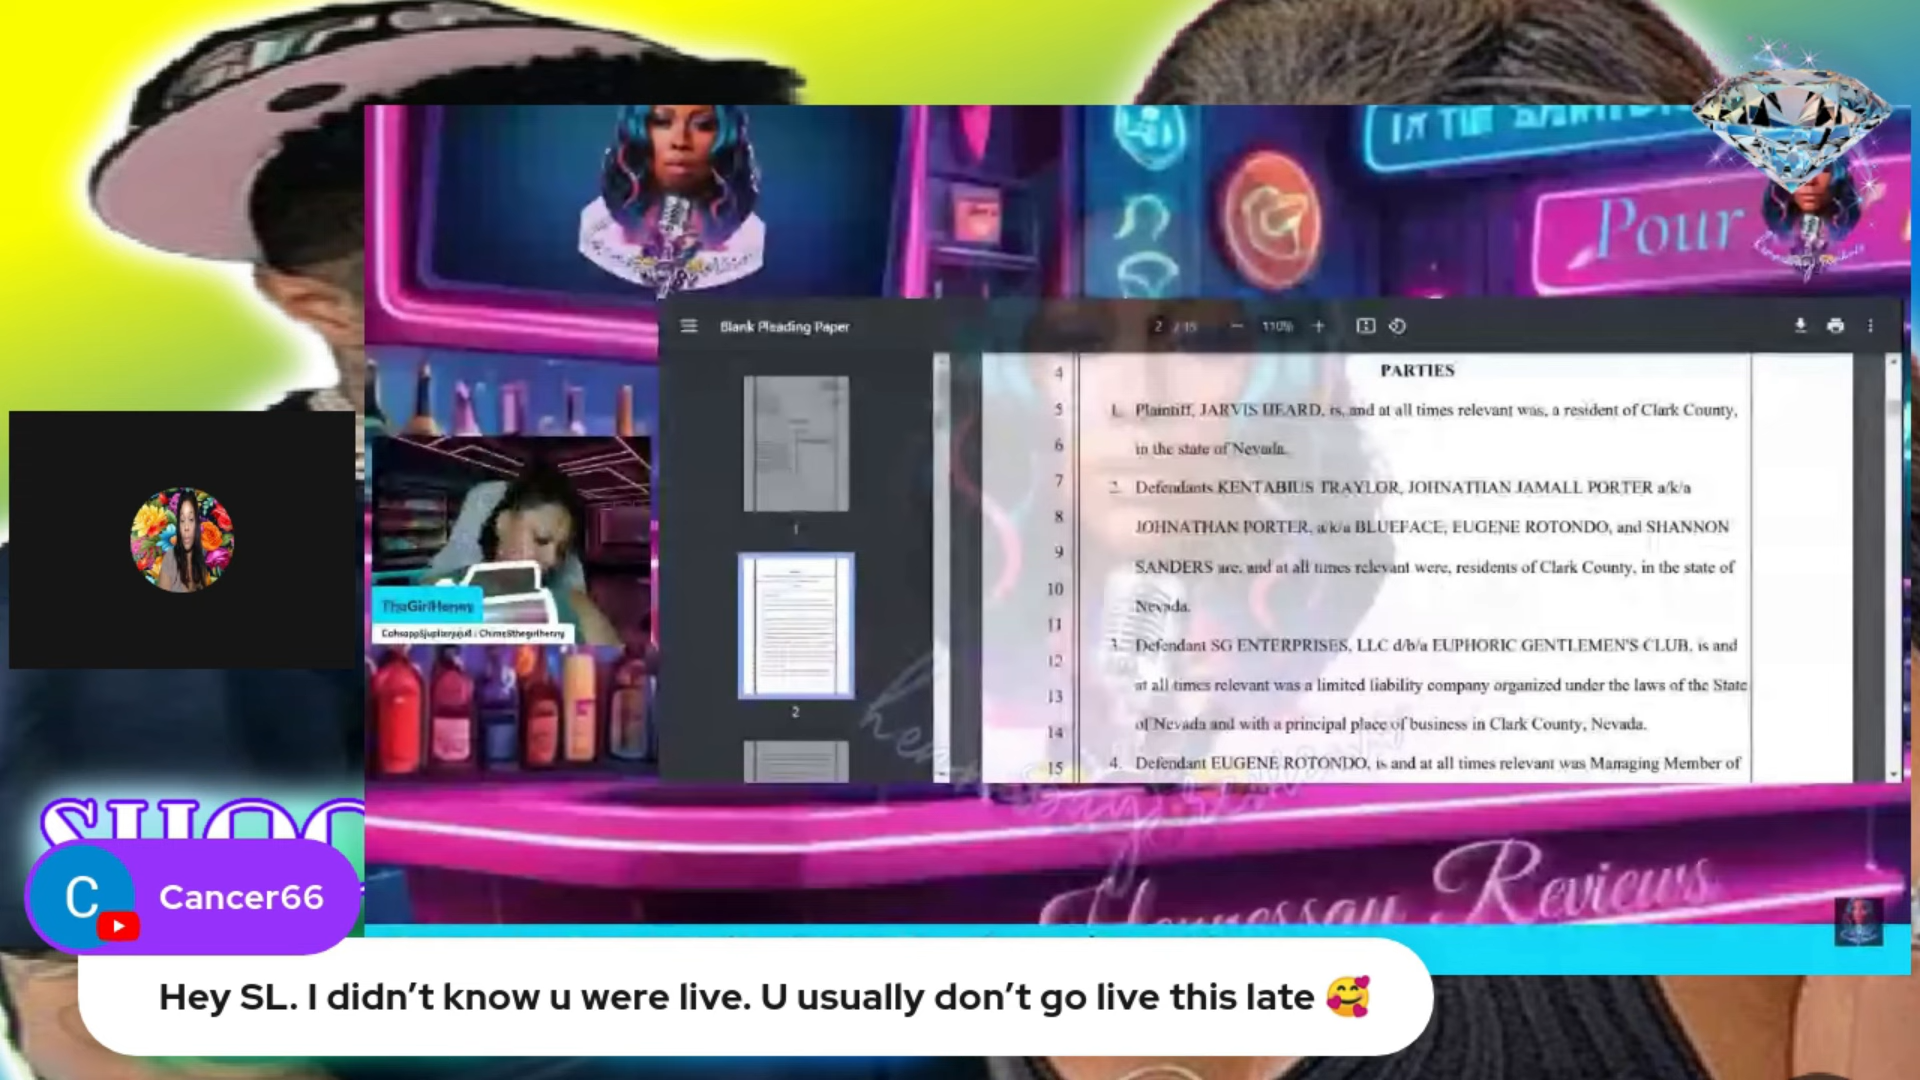 Pour
Blank Pleading Paper
2 / 15
110%
PARTIES
4
5
6
7
8
9
10
11
12
13
14
15
1. Plaintiff, JARVIS HEARD, is, and at all times relevant was, a resident of Clark County,
in the state of Nevada.
2. Defendants KENTABIUS TRAYLOR, JOHNATHAN JAMALL PORTER a/k/a
JOHNATHAN PORTER, a/k/a BLUEFACE, EUGENE ROTONDO, and SHANNON
SANDERS are, and at all times relevant were, residents of Clark County, in the state of
Nevada.
3. Defendant SG ENTERPRISES, LLC d/b/a EUPHORIC GENTLEMEN'S CLUB, is and
at all times relevant was a limited liability company organized under the laws of the State
of Nevada and with a principal place of business in Clark County, Nevada.
4. Defendant EUGENE ROTONDO, is and at all times relevant was Managing Member of
1
2
ThaGirlHenny
Hennessay Reviews
C
Cancer66
Hey SL. I didn’t know u were live. U usually don’t go live this late 🥰